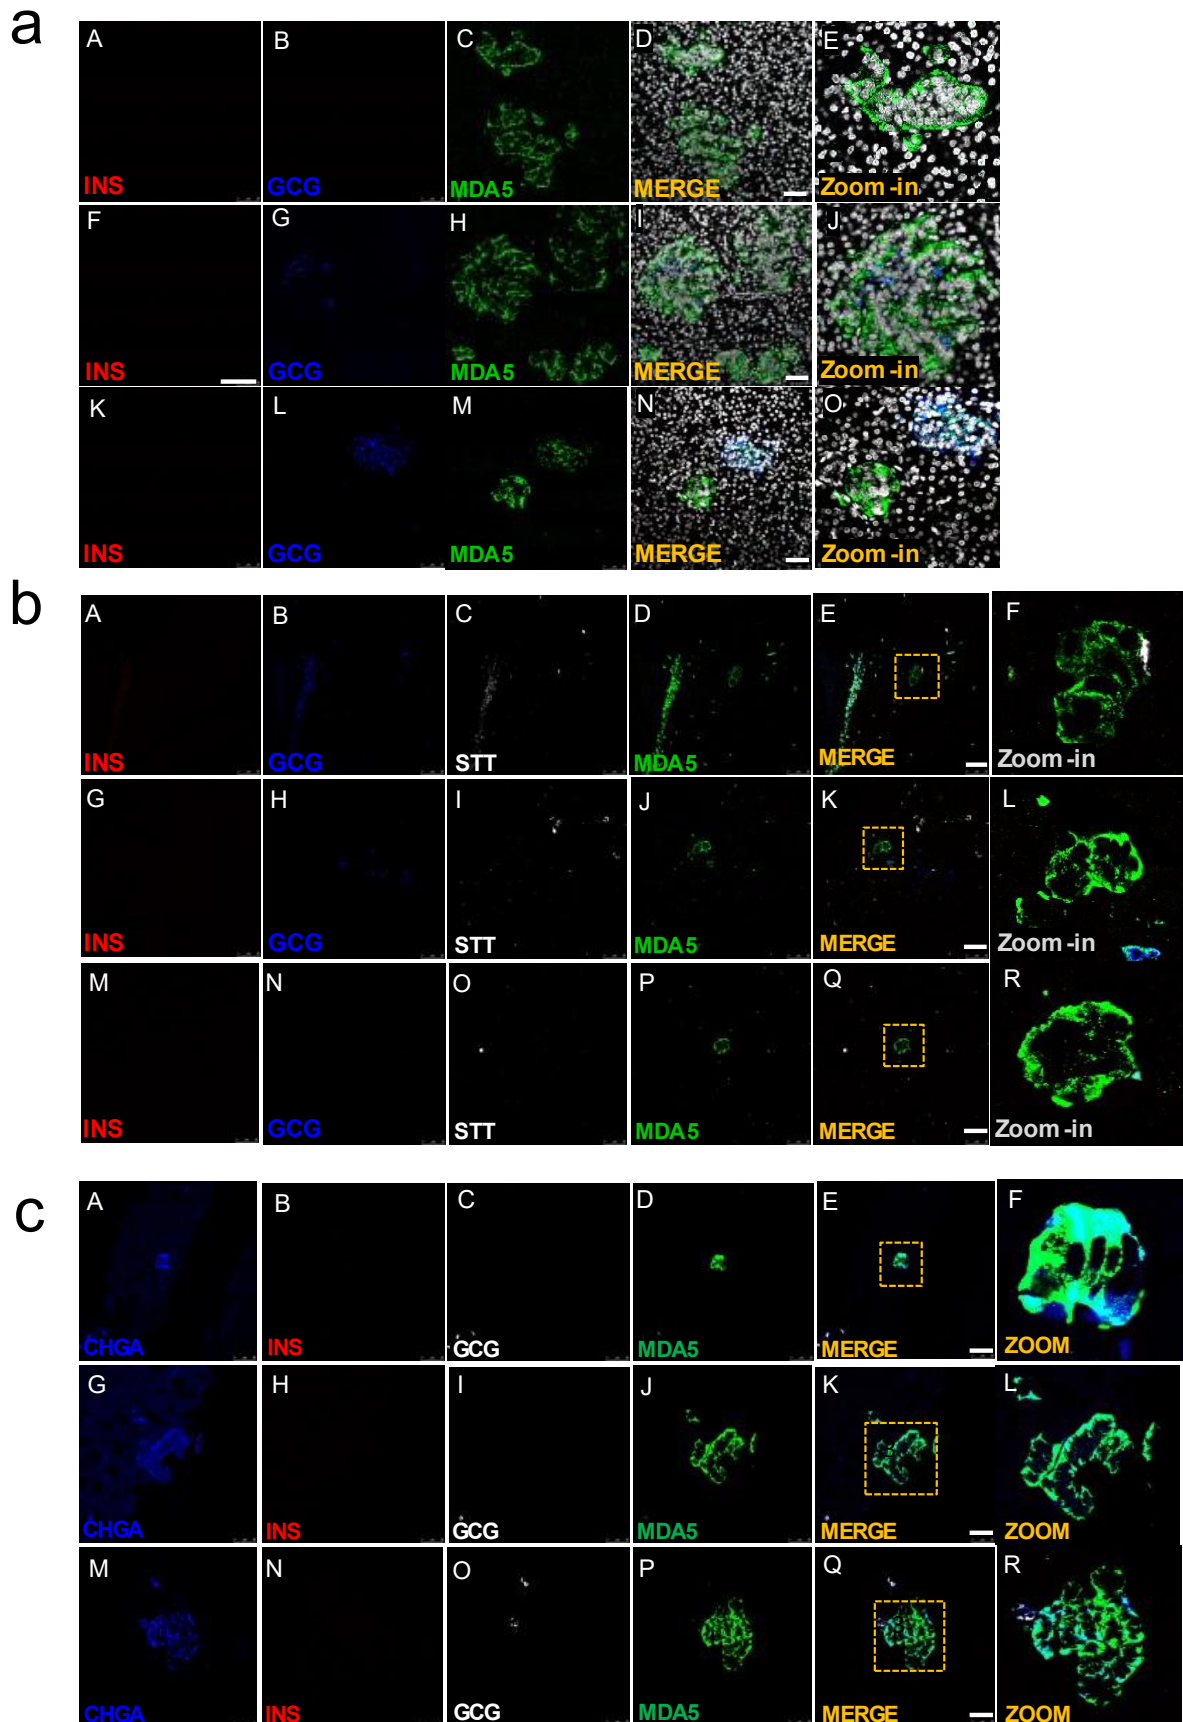 a
A B C D E
INS GCG MDA5 MERGE Zoom-in
F G H I J
INS GCG MDA5 MERGE Zoom-in
K L M N O
INS GCG MDA5 MERGE Zoom-in
b
A B C D E F
INS GCG STT MDA5 MERGE Zoom-in
G H I J K L
INS GCG STT MDA5 MERGE Zoom-in
M N O P Q R
INS GCG STT MDA5 MERGE Zoom-in
c
A B C D E F
CHGA INS GCG MDA5 MERGE ZOOM
G H I J K L
CHGA INS GCG MDA5 MERGE ZOOM
M N O P Q R
CHGA INS GCG MDA5 MERGE ZOOM